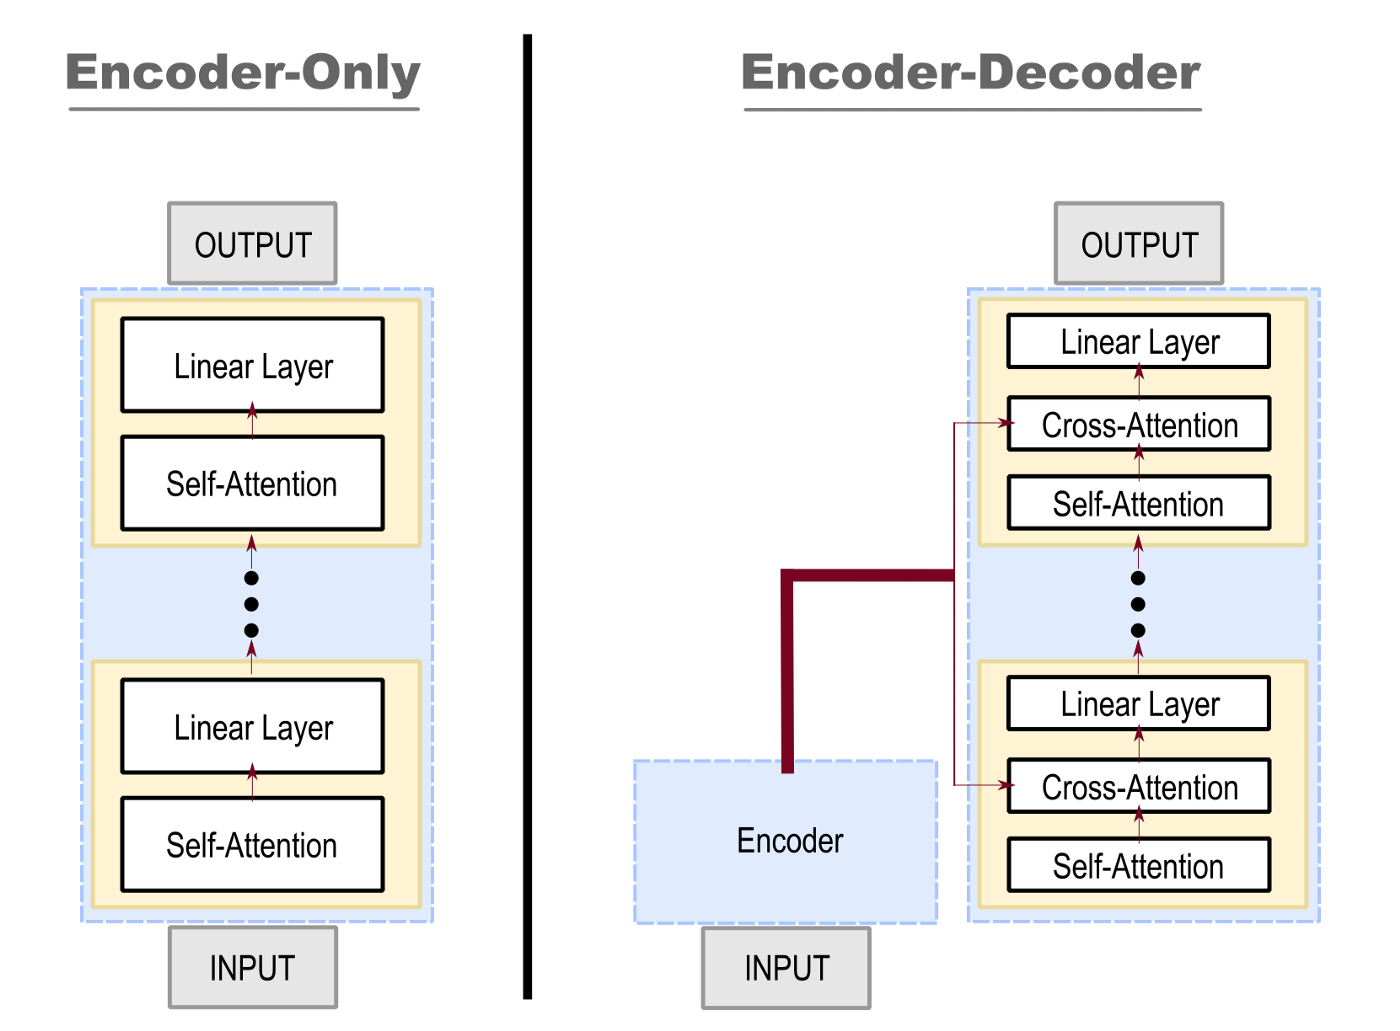 Encoder-Only
OUTPUT
Linear Layer
Self-Attention
Linear Layer
Self-Attention
INPUT
Encoder-Decoder
OUTPUT
Linear Layer
Cross-Attention
Self-Attention
Linear Layer
Cross-Attention
Self-Attention
Encoder
INPUT